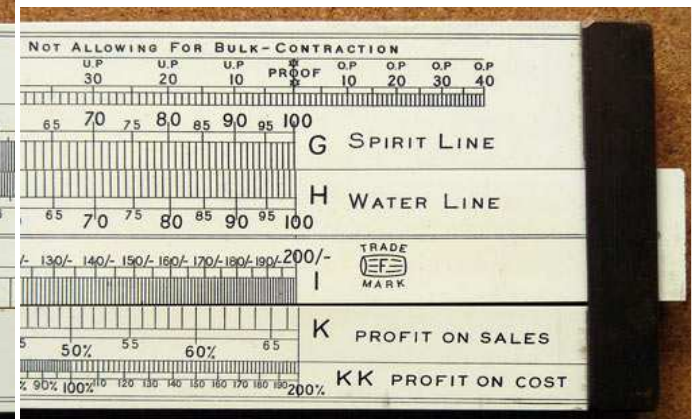 NOT ALLOWING FOR BULK-CONTRACTION
U.P U.P U.P PROOF O.P O.P O.P O.P
30 20 10 10 20 30 40
65 70 75 80 85 90 95 100
G SPIRIT LINE
H WATER LINE
65 70 75 80 85 90 95 100
130/- 140/- 150/- 160/- 170/- 180/- 190/- 200/-
I
TRADE
F
MARK
K PROFIT ON SALES
50% 55 60% 65
KK PROFIT ON COST
90% 100% 110 120 130 140 150 160 170 180 190 200%